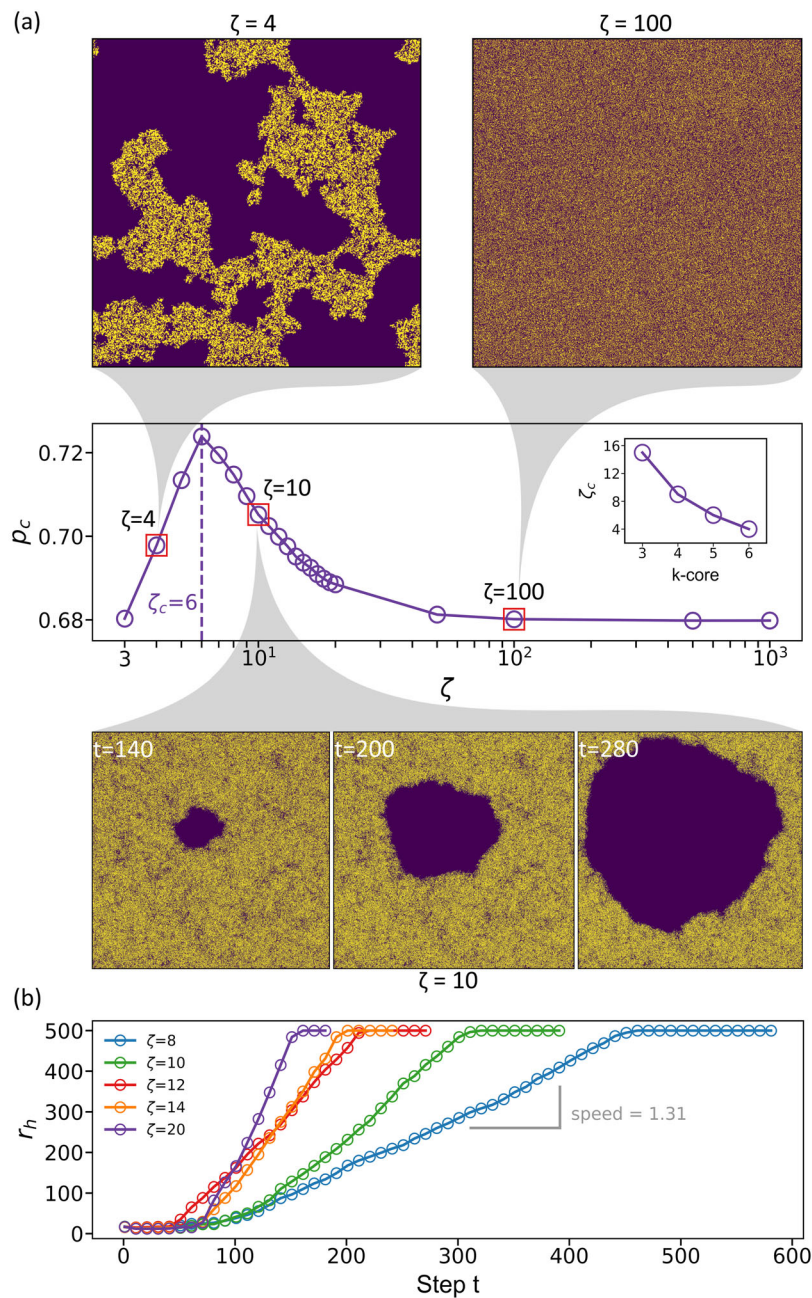 (a)
ζ = 4
ζ = 100
0.72
0.70
0.68
p_c
ζ=4
ζ=10
ζ=100
ζ_c=6
16
12
8
4
ζ_c
3 4 5 6
k-core
3 10¹ 10² 10³
ζ
t=140
t=200
t=280
ζ = 10
(b)
500
400
300
200
100
0
r_h
ζ=8
ζ=10
ζ=12
ζ=14
ζ=20
speed = 1.31
0 100 200 300 400 500 600
Step t